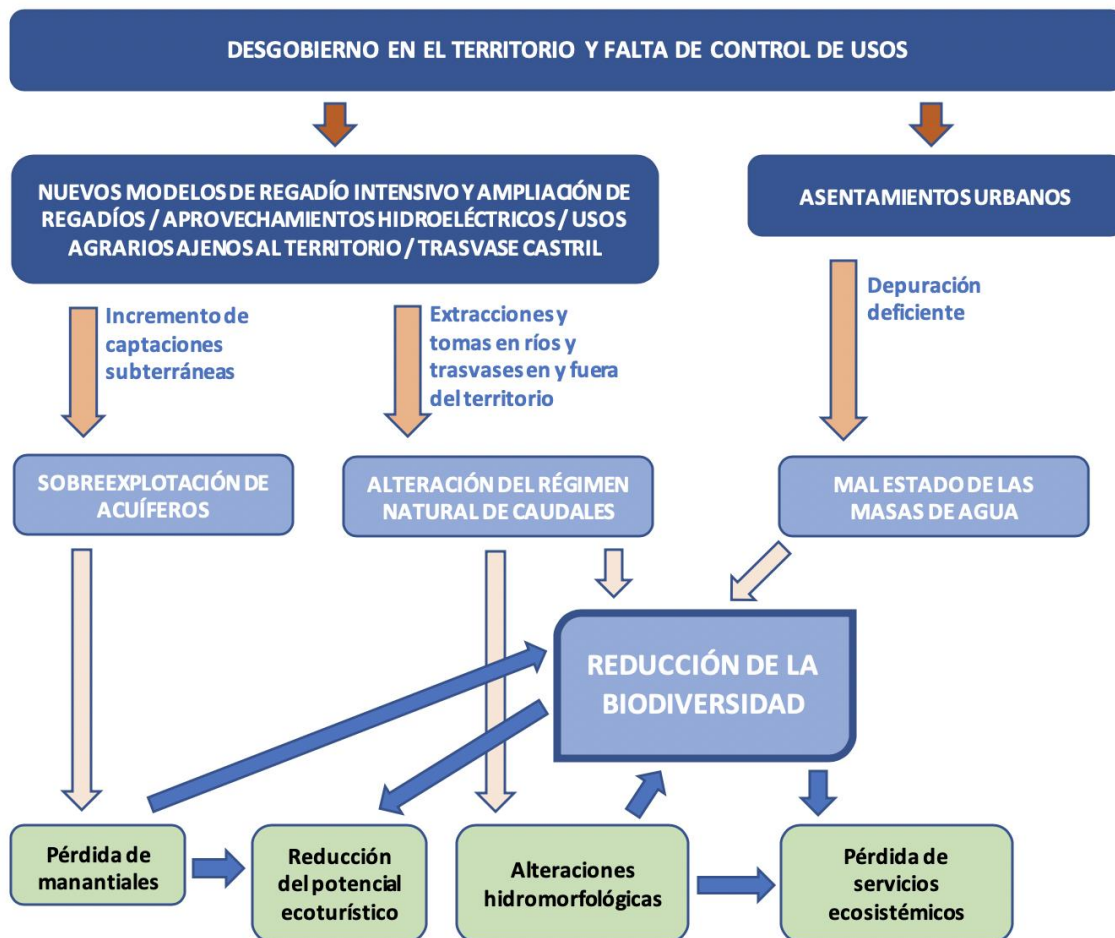 DESGOBIERNO EN EL TERRITORIO Y FALTA DE CONTROL DE USOS
NUEVOS MODELOS DE REGADÍO INTENSIVO Y AMPLIACIÓN DE
REGADÍOS / APROVECHAMIENTOS HIDROELÉCTRICOS / USOS
AGRARIOS AJENOS AL TERRITORIO / TRASVASE CASTRIL
ASENTAMIENTOS URBANOS
Incremento de
captaciones
subterráneas
Extracciones y
tomas en ríos y
trasvases en y fuera
del territorio
Depuración
deficiente
SOBREEXPLOTACIÓN DE
ACUÍFEROS
ALTERACIÓN DEL RÉGIMEN
NATURAL DE CAUDALES
MAL ESTADO DE LAS
MASAS DE AGUA
REDUCCIÓN DE LA
BIODIVERSIDAD
Pérdida de
manantiales
Reducción
del potencial
ecoturístico
Alteraciones
hidromorfológicas
Pérdida de
servicios
ecosistémicos